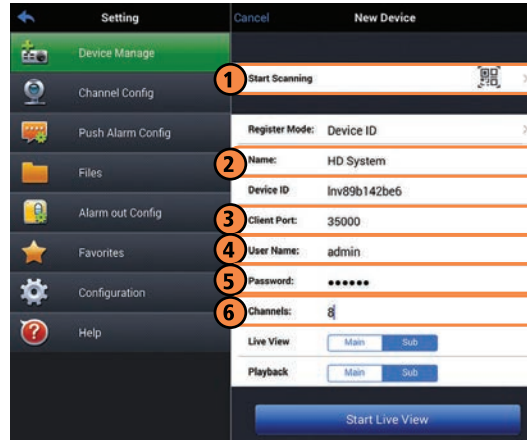 Setting
Device Manage
Channel Config
Push Alarm Config
Files
Alarm out Config
Favorites
Configuration
Help
Cancel New Device
1 Start Scanning
Register Mode: Device ID
2 Name: HD System
Device ID lnv89b142be6
3 Client Port: 35000
4 User Name: admin
5 Password: ●●●●●●
6 Channels: 8
Live View Main Sub
Playback Main Sub
Start Live View